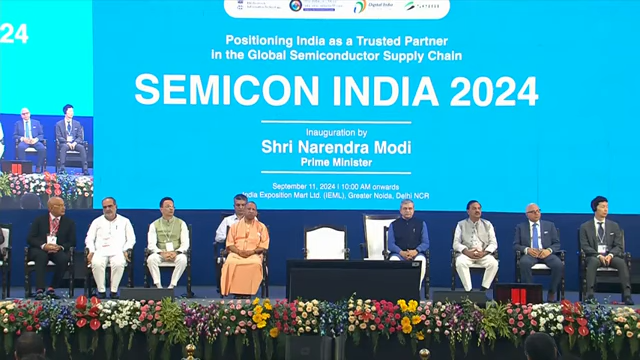 24
Digital India
Positioning India as a Trusted Partner
in the Global Semiconductor Supply Chain
SEMICON INDIA 2024
Inauguration by
Shri Narendra Modi
Prime Minister
September 11, 2024 | 10:00 AM onwards
India Exposition Mart Ltd. (IEML), Greater Noida, Delhi NCR